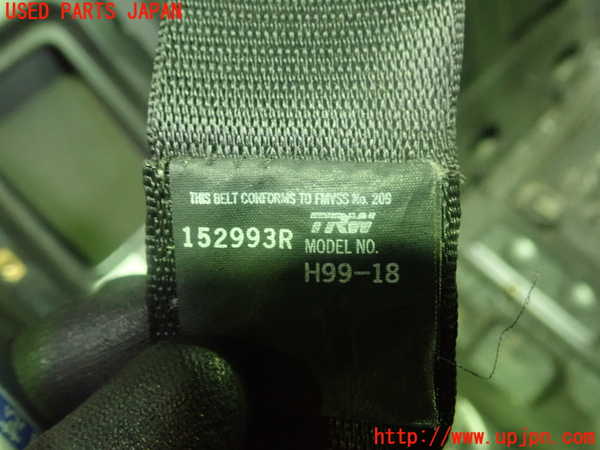 USED PARTS JAPAN
THIS BELT CONFORMS TO FMVSS No. 209
TRW
152993R MODEL NO.
H99-18
http://www.upjpn.com/